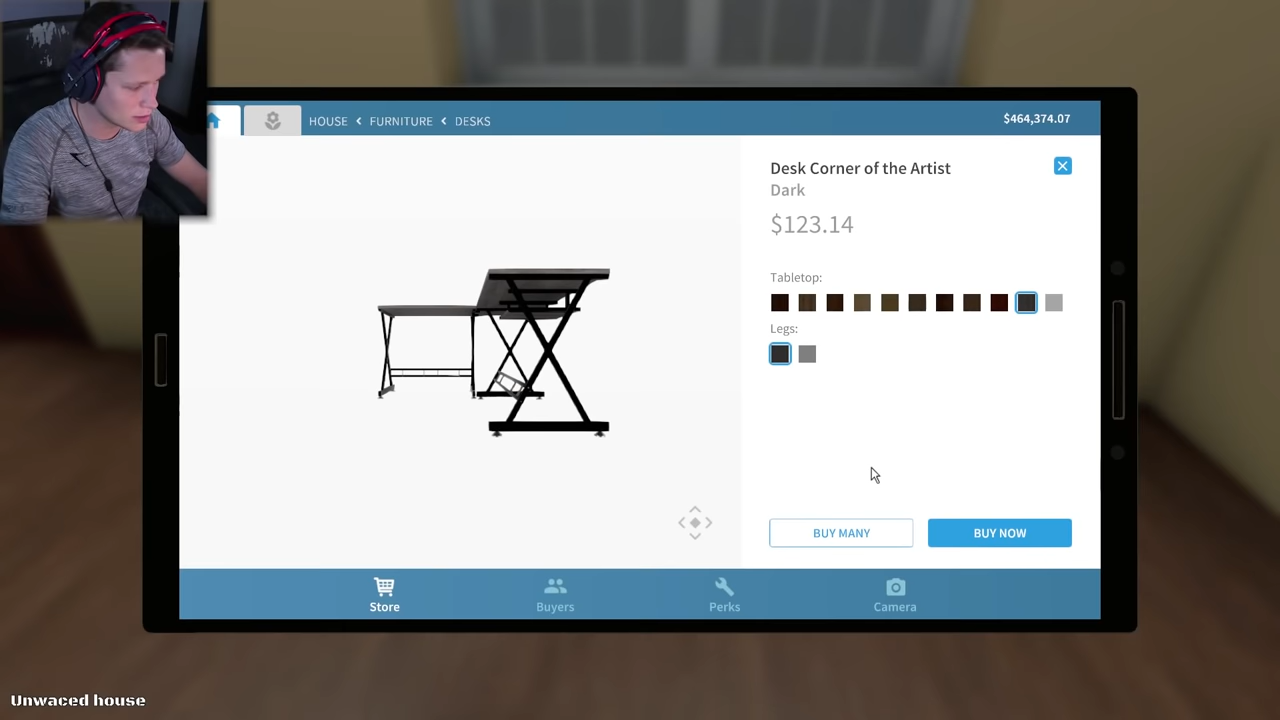 HOUSE < FURNITURE < DESKS
$464,374.07
Desk Corner of the Artist
Dark
$123.14
Tabletop:
Legs:
BUY MANY
BUY NOW
Store
Buyers
Perks
Camera
Unwaced house